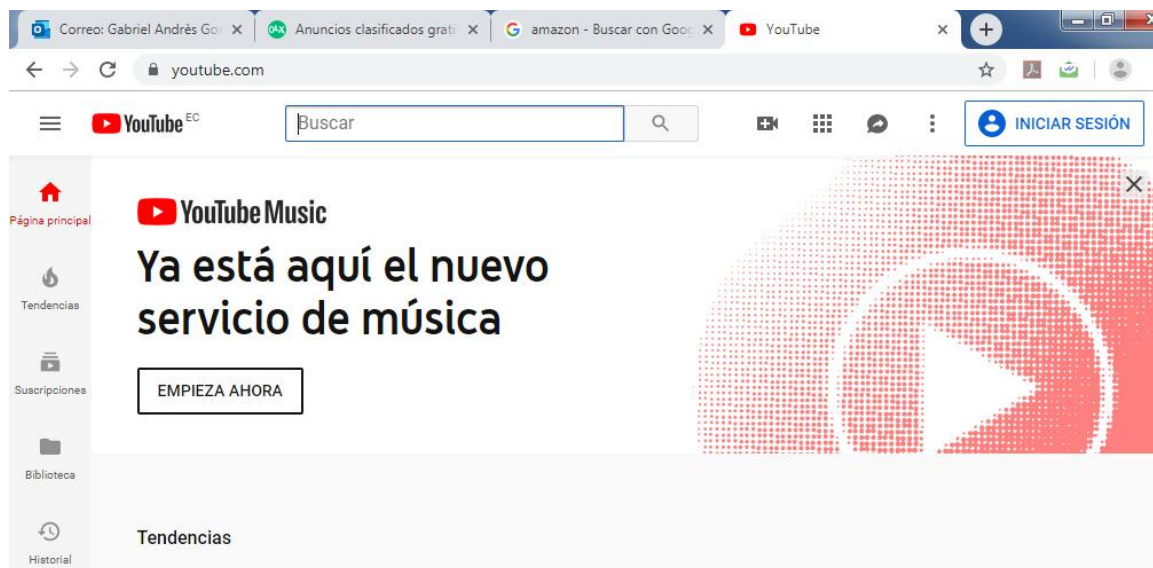 Correo: Gabriel Andrès Go
Anuncios clasificados grati
amazon - Buscar con Goog
YouTube
youtube.com
YouTube EC
Buscar
INICIAR SESIÓN
Página principal
YouTube Music
Ya está aquí el nuevo
servicio de música
Tendencias
EMPIEZA AHORA
Suscripciones
Biblioteca
Tendencias
Historial